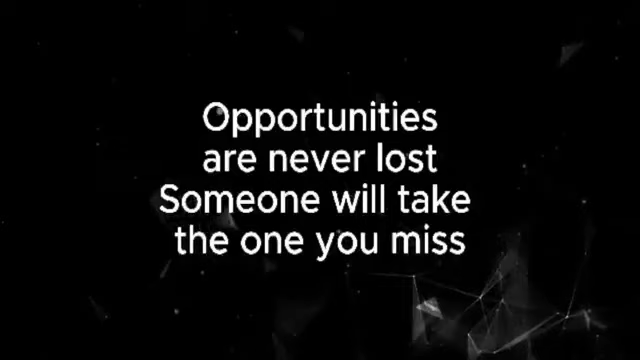 Opportunities
are never lost
Someone will take
the one you miss